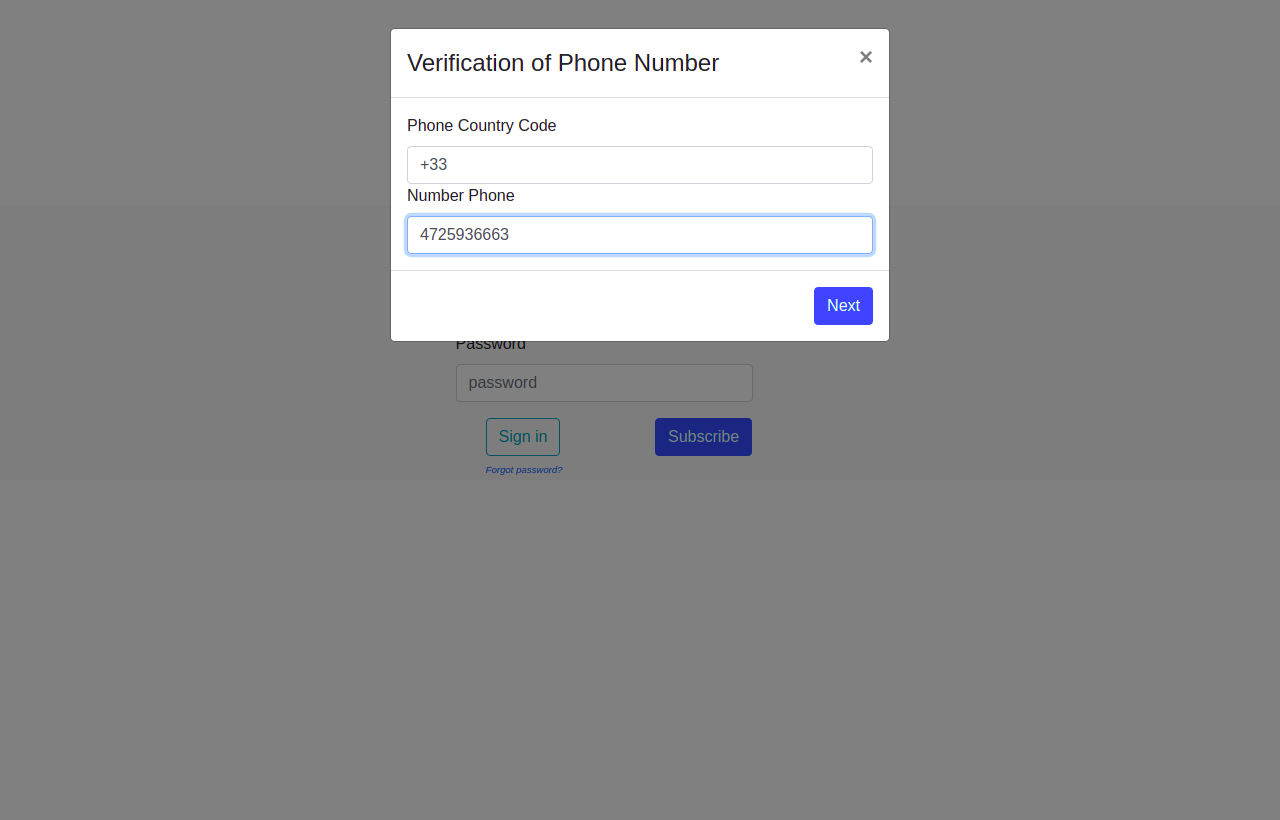 Verification of Phone Number
×
Phone Country Code
+33
Number Phone
4725936663
Next
Password
password
Sign in
Subscribe
Forgot password?